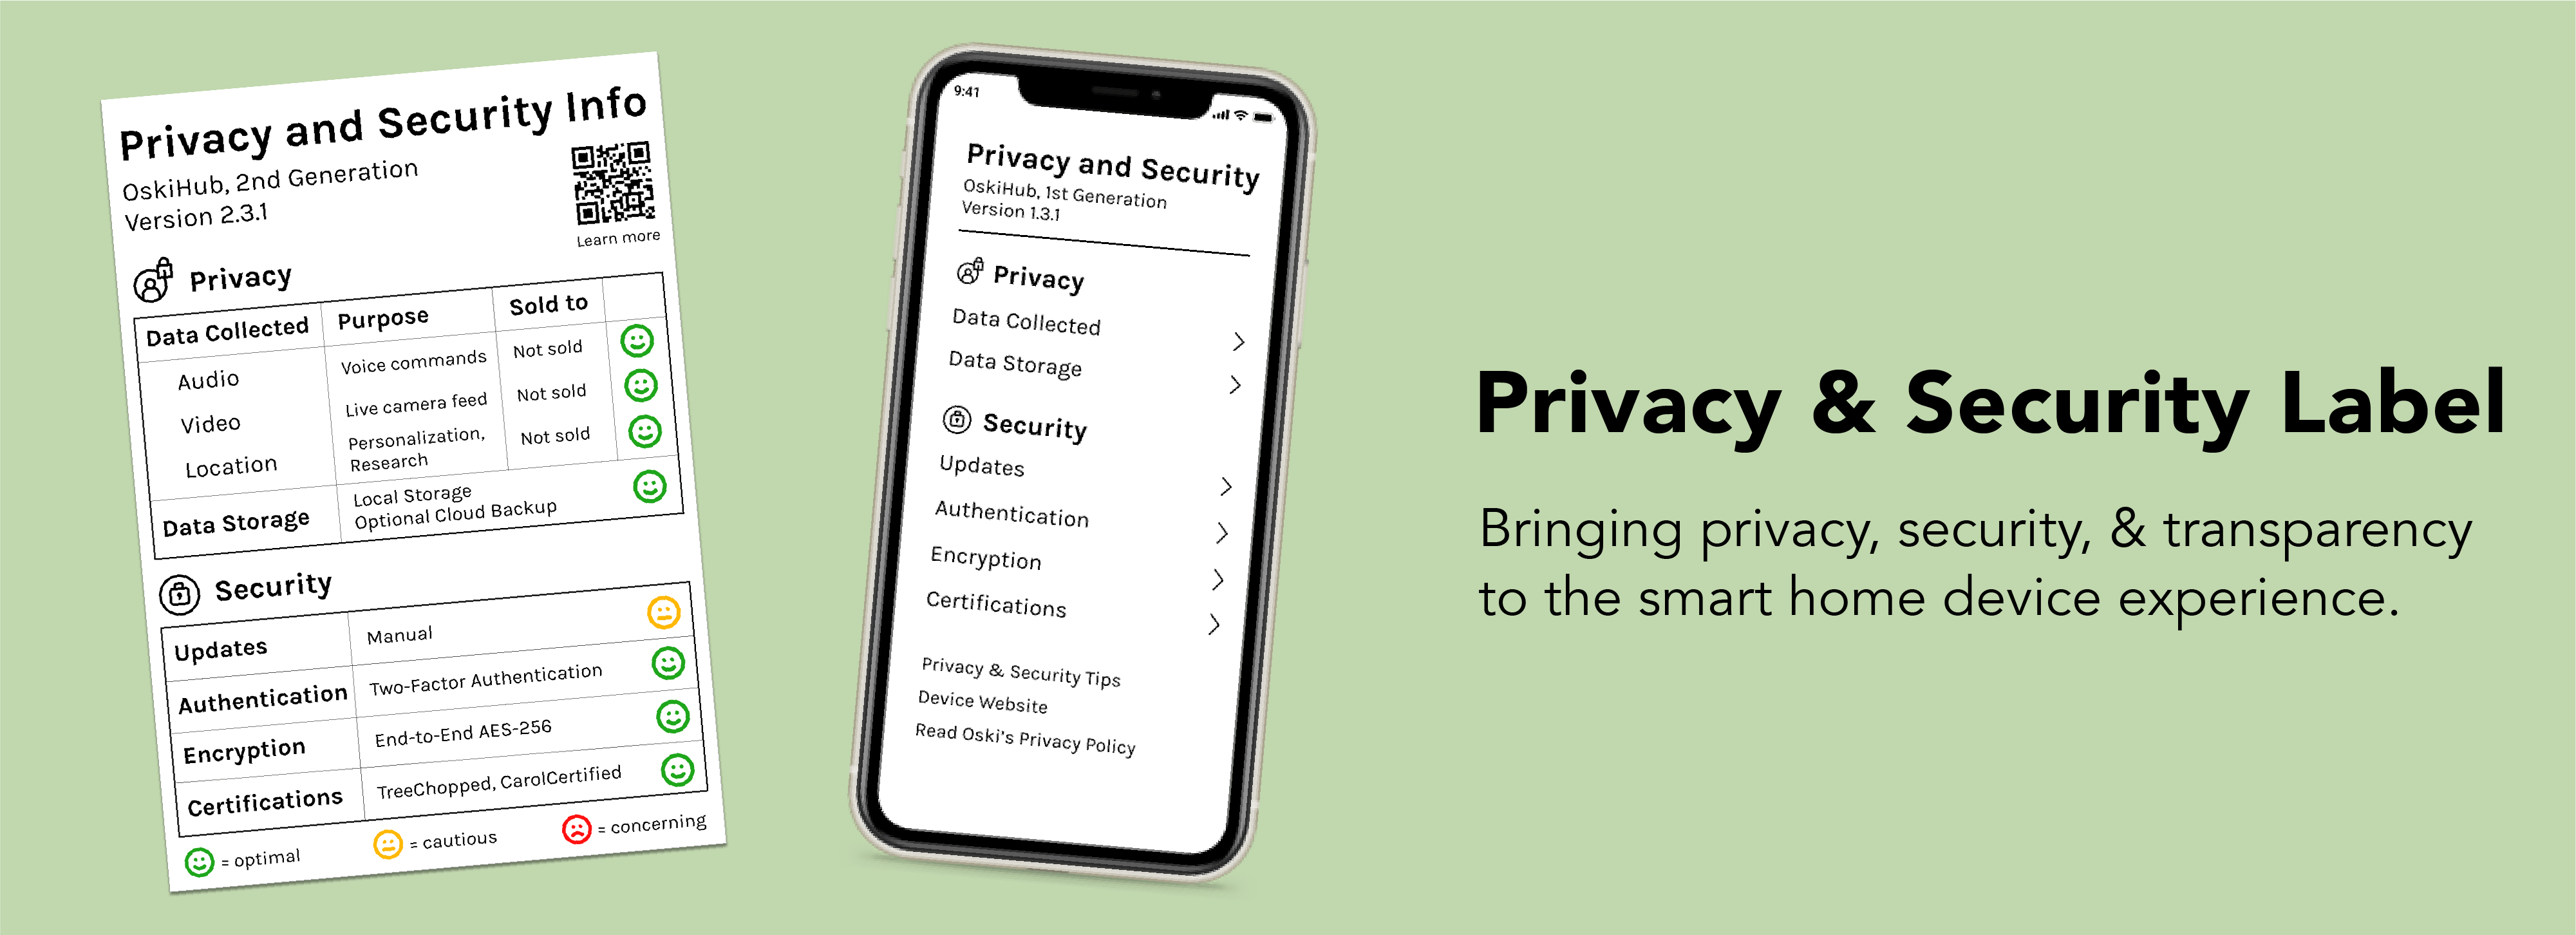 Privacy and Security Info
OskiHub, 2nd Generation
Version 2.3.1
Learn more
Privacy
Data Collected Purpose Sold to
Audio Voice commands Not sold
Video Live camera feed Not sold
Location Personalization, Not sold
Research
Data Storage Local Storage
Optional Cloud Backup
Security
Updates Manual
Authentication Two-Factor Authentication
Encryption End-to-End AES-256
Certifications TreeChopped, CarolCertified
= optimal = cautious = concerning
9:41
Privacy and Security
OskiHub, 1st Generation
Version 1.3.1
Privacy
Data Collected
Data Storage
Security
Updates
Authentication
Encryption
Certifications
Privacy & Security Tips
Device Website
Read Oski's Privacy Policy
Privacy & Security Label
Bringing privacy, security, & transparency
to the smart home device experience.